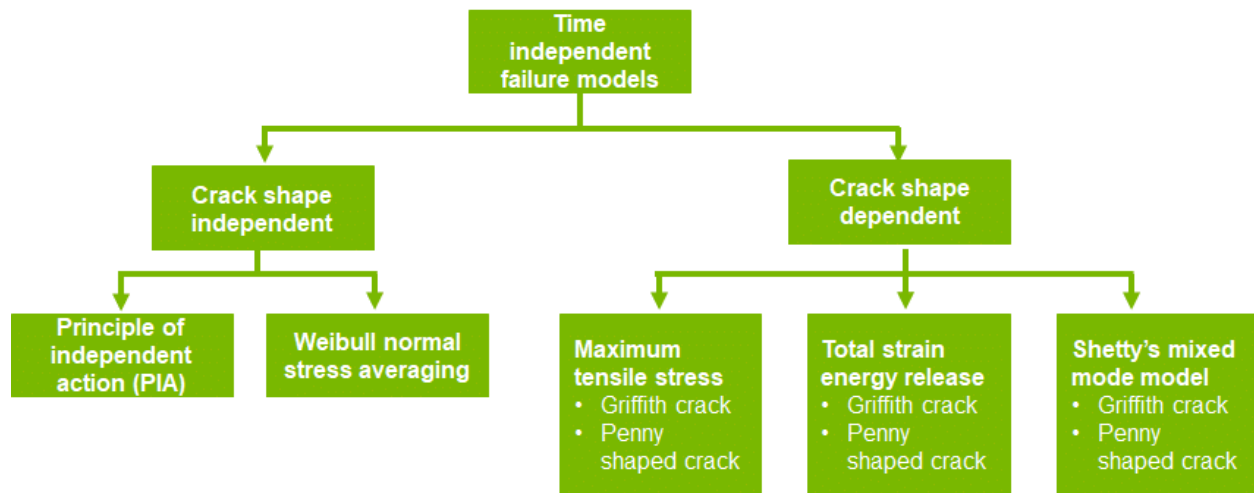 Time
independent
failure models
Crack shape
independent
Crack shape
dependent
Principle of
independent
action (PIA)
Weibull normal
stress averaging
Maximum
tensile stress
• Griffith crack
• Penny
shaped crack
Total strain
energy release
• Griffith crack
• Penny
shaped crack
Shetty's mixed
mode model
• Griffith crack
• Penny
shaped crack